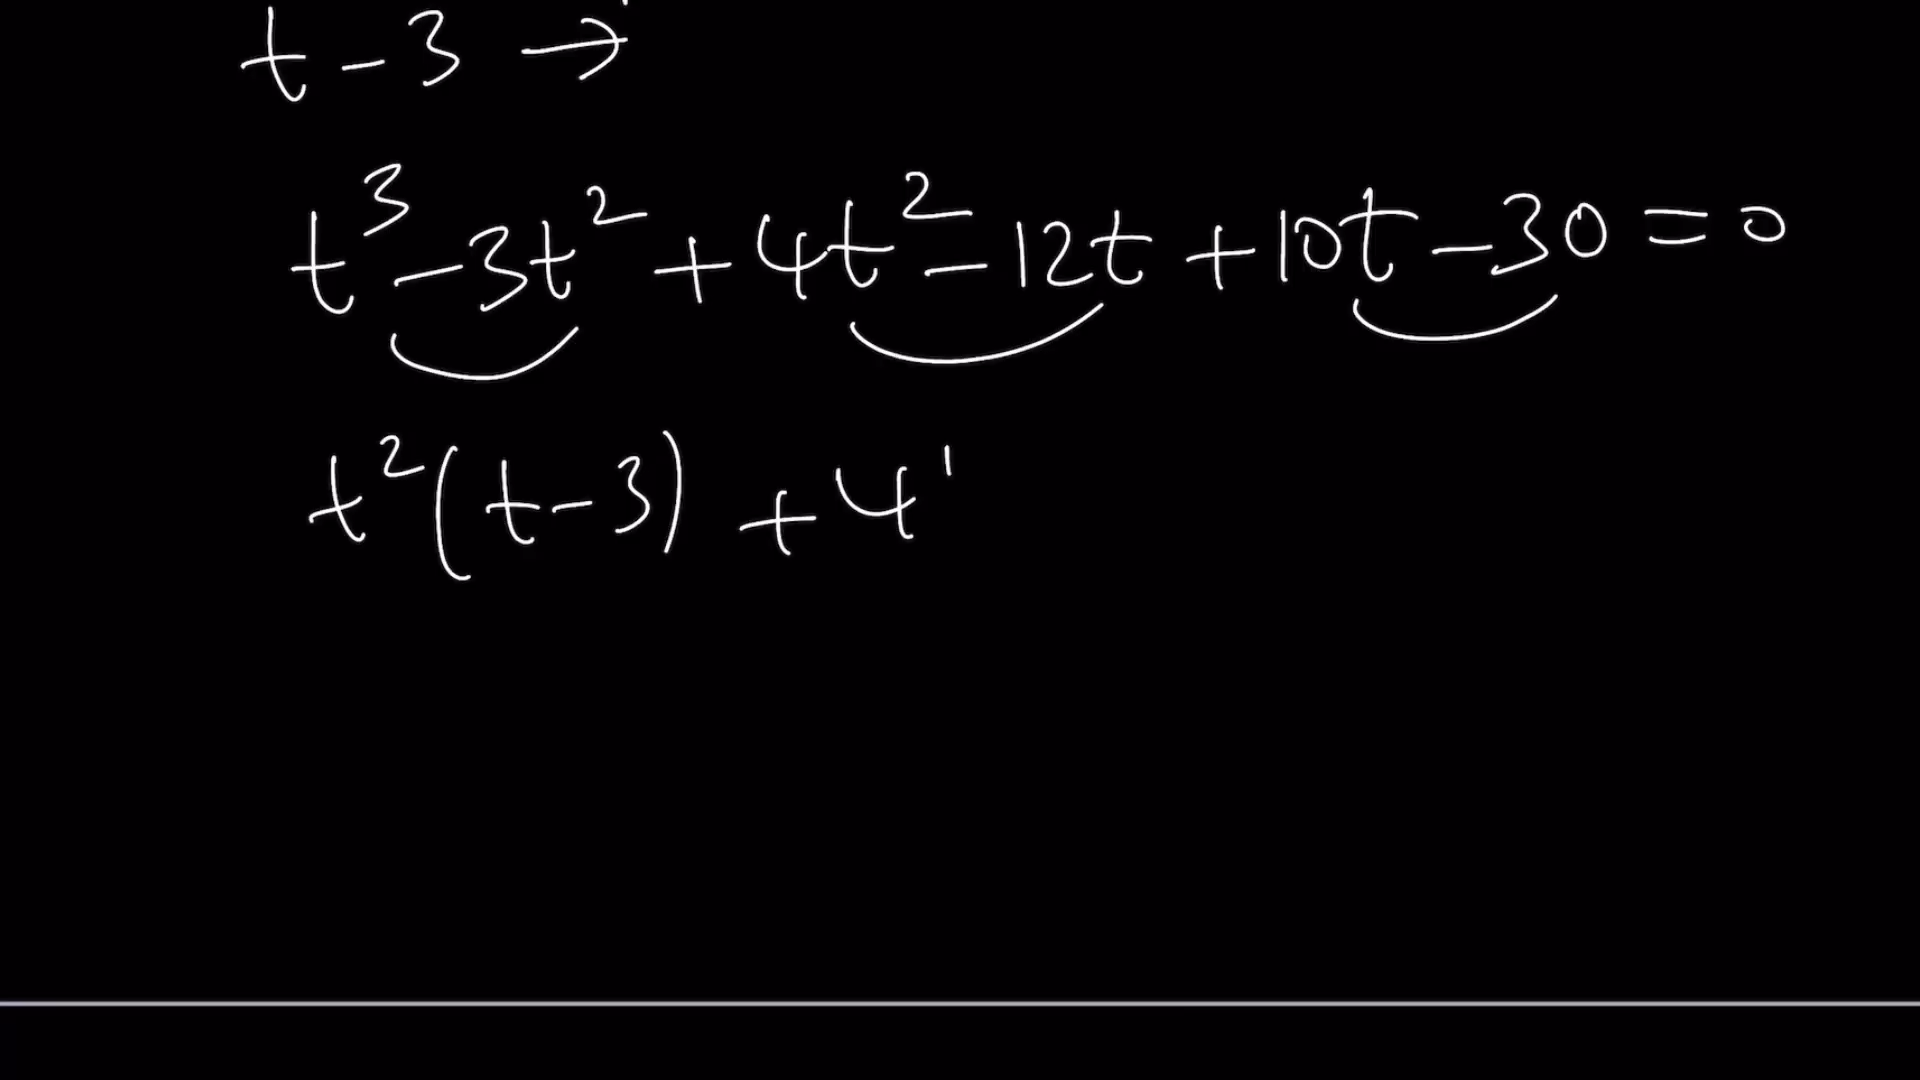 t - 3 →
t³ - 3t² + 4t² - 12t + 10t - 30 = 0
t²(t - 3) + 4